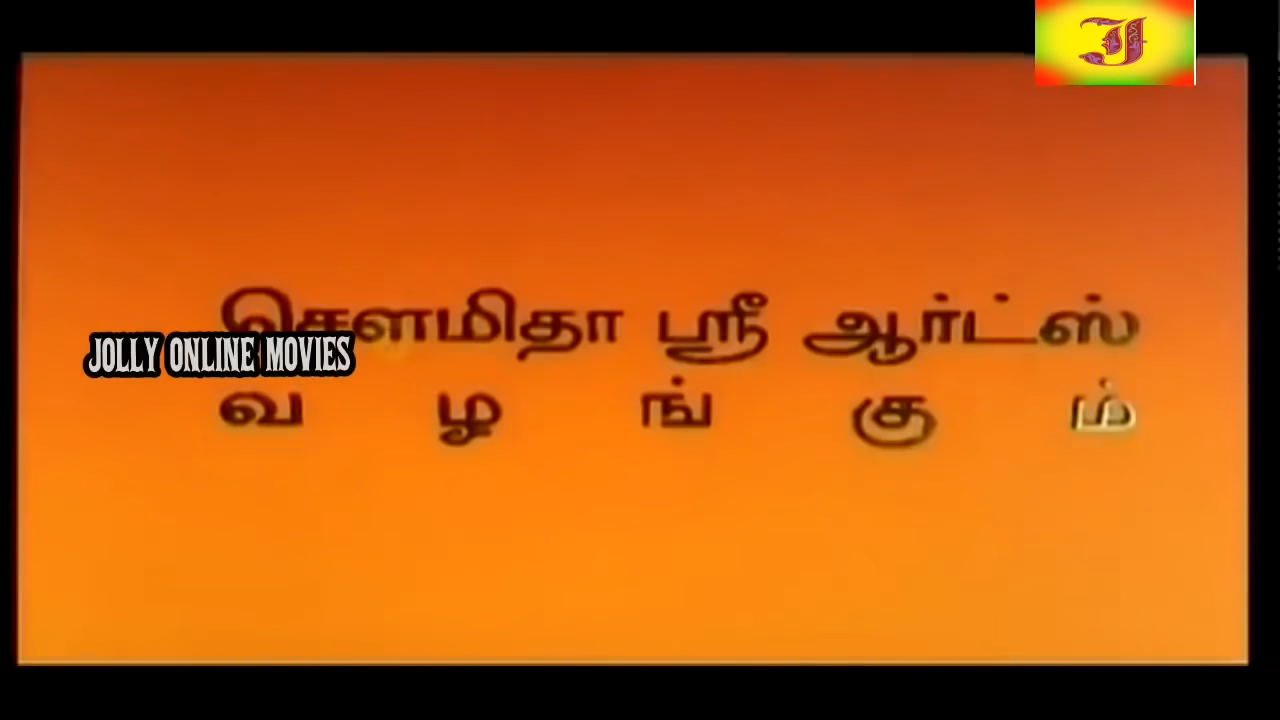 J
சௌமிதா ஸ்ரீ ஆர்ட்ஸ்
JOLLY ONLINE MOVIES
வ ழ ங் கு ம்